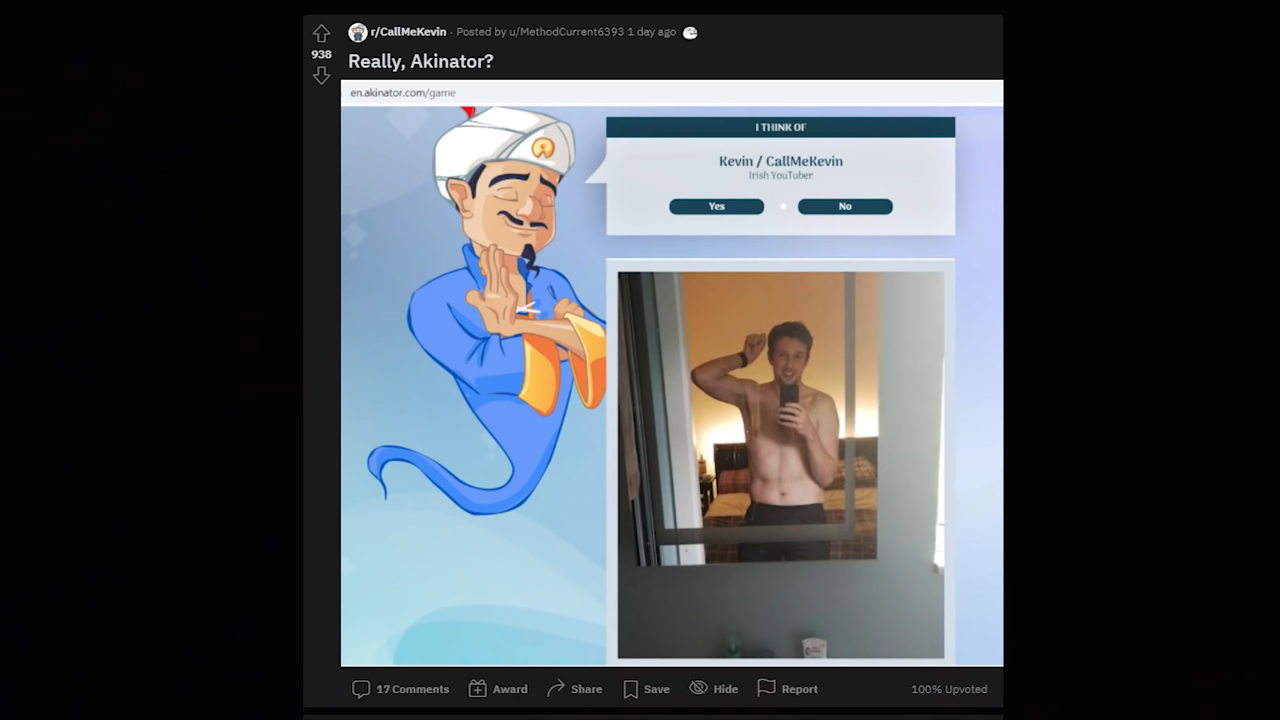 r/CallMeKevin · Posted by u/MethodCurrent6393 1 day ago
938
Really, Akinator?
en.akinator.com/game
I THINK OF
Kevin / CallMeKevin
Irish YouTuber
Yes
No
17 Comments
Award
Share
Save
Hide
Report
100% Upvoted